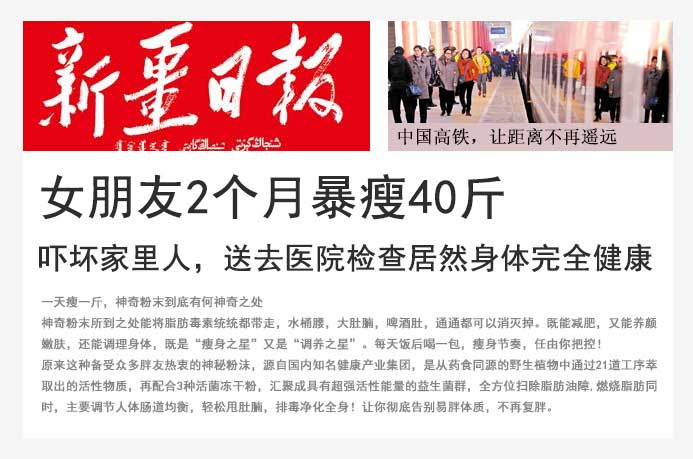 新疆日报
شىنجاڭ گېزىتى
中国高铁，让距离不再遥远
女朋友2个月暴瘦40斤
吓坏家里人，送去医院检查居然身体完全健康
一天瘦一斤，神奇粉末到底有何神奇之处
神奇粉末所到之处能将脂肪毒素统统都带走，水桶腰，大肚腩，啤酒肚，通通都可以消灭掉。既能减肥，又能养颜
嫩肤，还能调理身体，既是“瘦身之星”又是“调养之星”。每天饭后喝一包，瘦身节奏，任由你把控！
原来这种备受众多胖友热衷的神秘粉沫，源自国内知名健康产业集团，是从药食同源的野生植物中通过21道工序萃
取出的活性物质，再配合3种活菌冻干粉，汇聚成具有超强活性能量的益生菌群，全方位扫除脂肪油障,燃烧脂肪同
时，主要调节人体肠道均衡，轻松甩肚腩，排毒净化全身！让你彻底告别易胖体质，不再复胖。